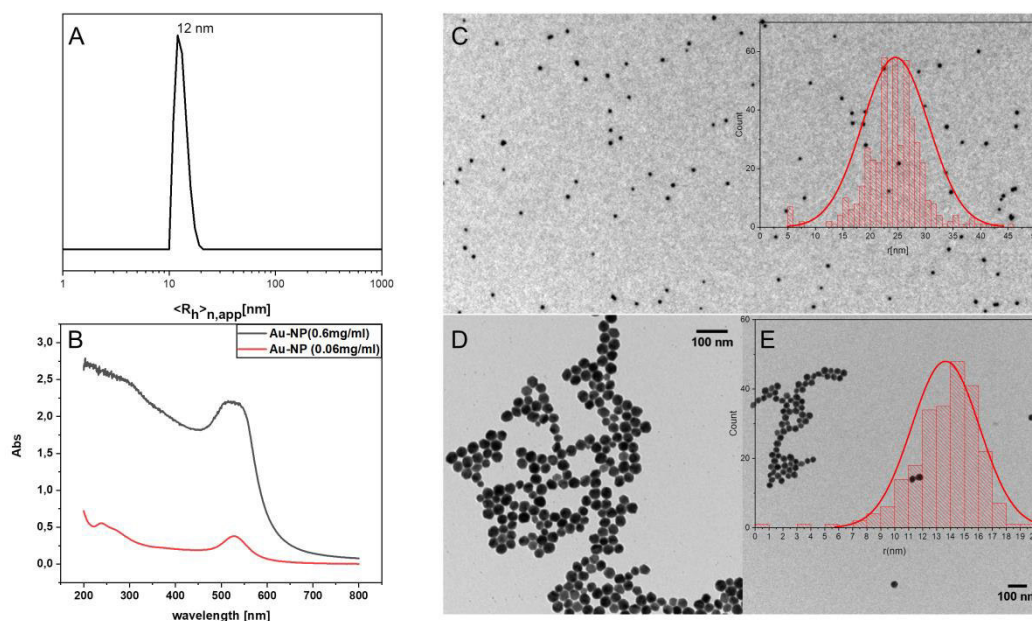 A
12 nm
1 10 100 1000
<R_h>_n,app[nm]
B
Au-NP(0.6mg/ml)
Au-NP (0.06mg/ml)
3,0
2,5
2,0
1,5
1,0
0,5
0,0
Abs
200 300 400 500 600 700 800
wavelength [nm]
C
60
40
20
0
Count
0 5 10 15 20 25 30 35 40 45
r[nm]
D
100 nm
E
60
40
20
0
Count
0 1 2 3 4 5 6 7 8 9 10 11 12 13 14 15 16 17 18 19
r(nm)
100 nm